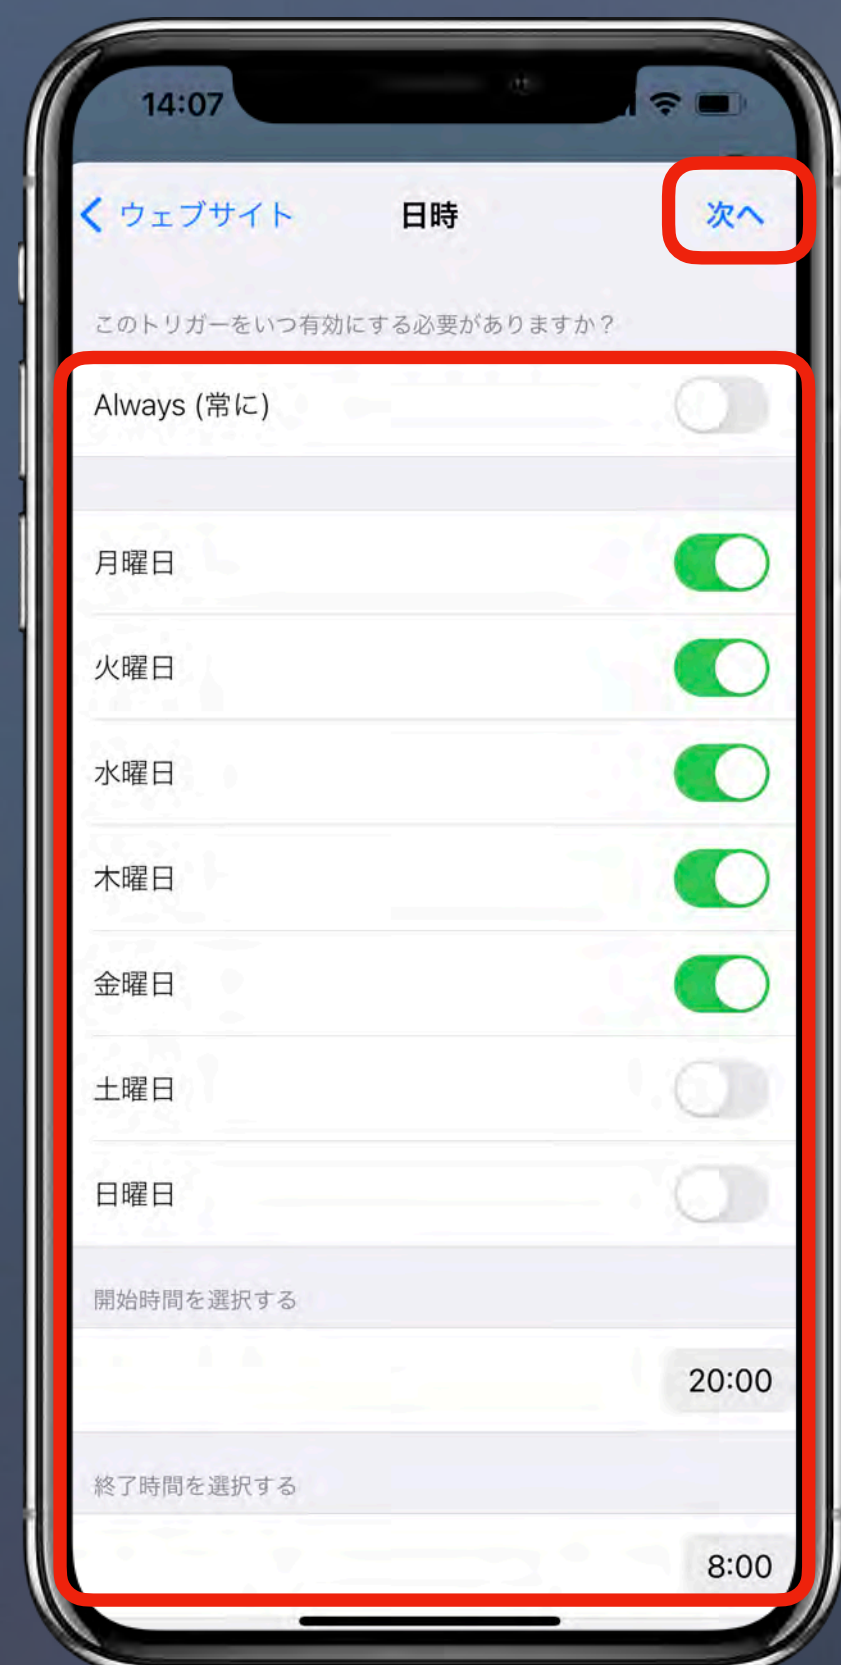 14:07
ウェブサイト
日時
次へ
このトリガーをいつ有効にする必要がありますか？
Always (常に)
月曜日
火曜日
水曜日
木曜日
金曜日
土曜日
日曜日
開始時間を選択する
20:00
終了時間を選択する
8:00